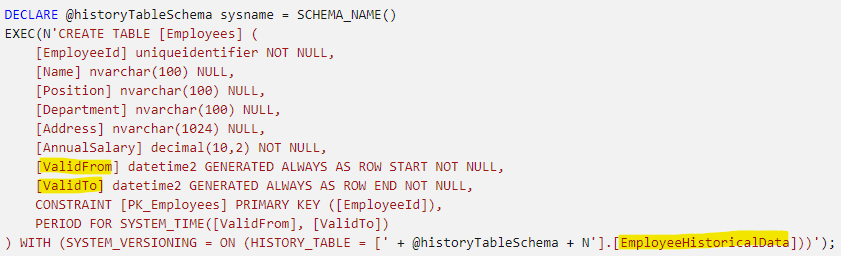 DECLARE @historyTableSchema sysname = SCHEMA_NAME()
EXEC(N'CREATE TABLE [Employees] (
    [EmployeeId] uniqueidentifier NOT NULL,
    [Name] nvarchar(100) NULL,
    [Position] nvarchar(100) NULL,
    [Department] nvarchar(100) NULL,
    [Address] nvarchar(1024) NULL,
    [AnnualSalary] decimal(10,2) NOT NULL,
    [ValidFrom] datetime2 GENERATED ALWAYS AS ROW START NOT NULL,
    [ValidTo] datetime2 GENERATED ALWAYS AS ROW END NOT NULL,
    CONSTRAINT [PK_Employees] PRIMARY KEY ([EmployeeId]),
    PERIOD FOR SYSTEM_TIME([ValidFrom], [ValidTo])
) WITH (SYSTEM_VERSIONING = ON (HISTORY_TABLE = [' + @historyTableSchema + N'].[EmployeeHistoricalData]))');